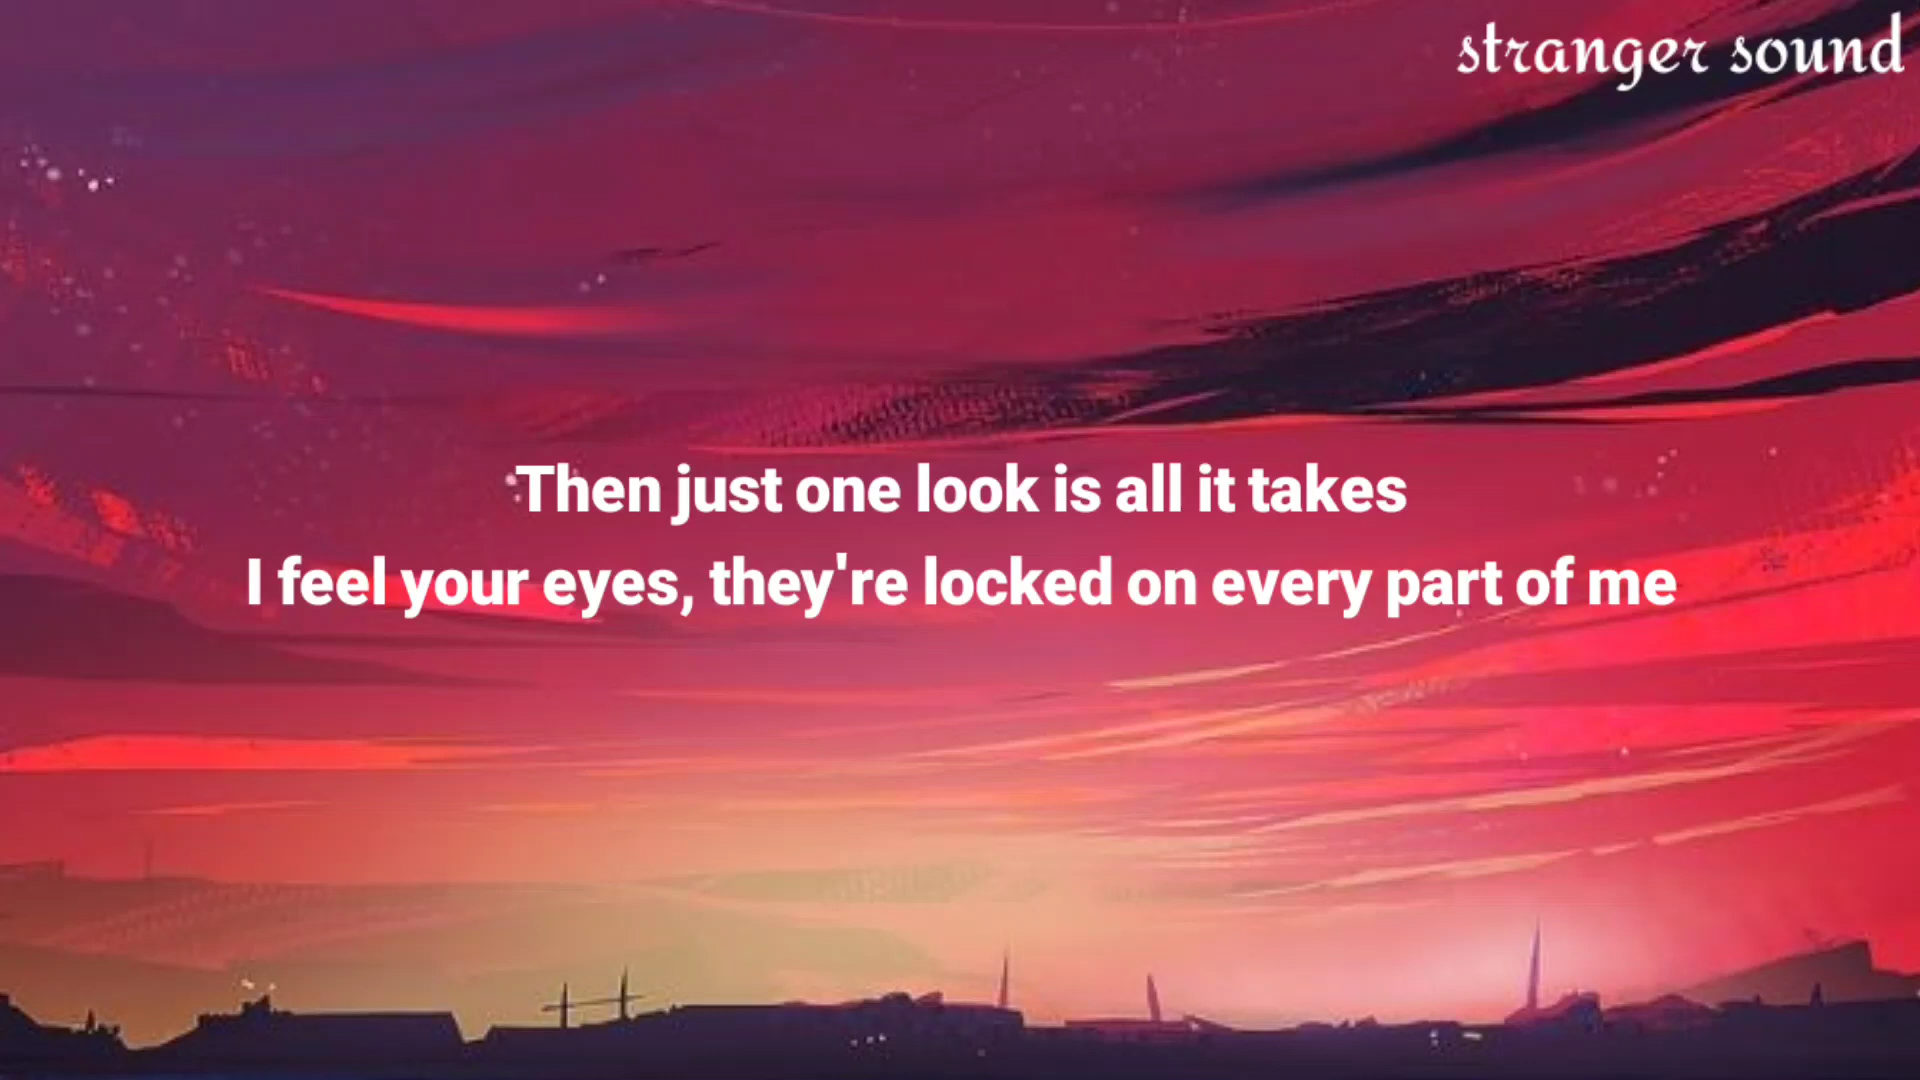 stranger sound
Then just one look is all it takes
I feel your eyes, they're locked on every part of me